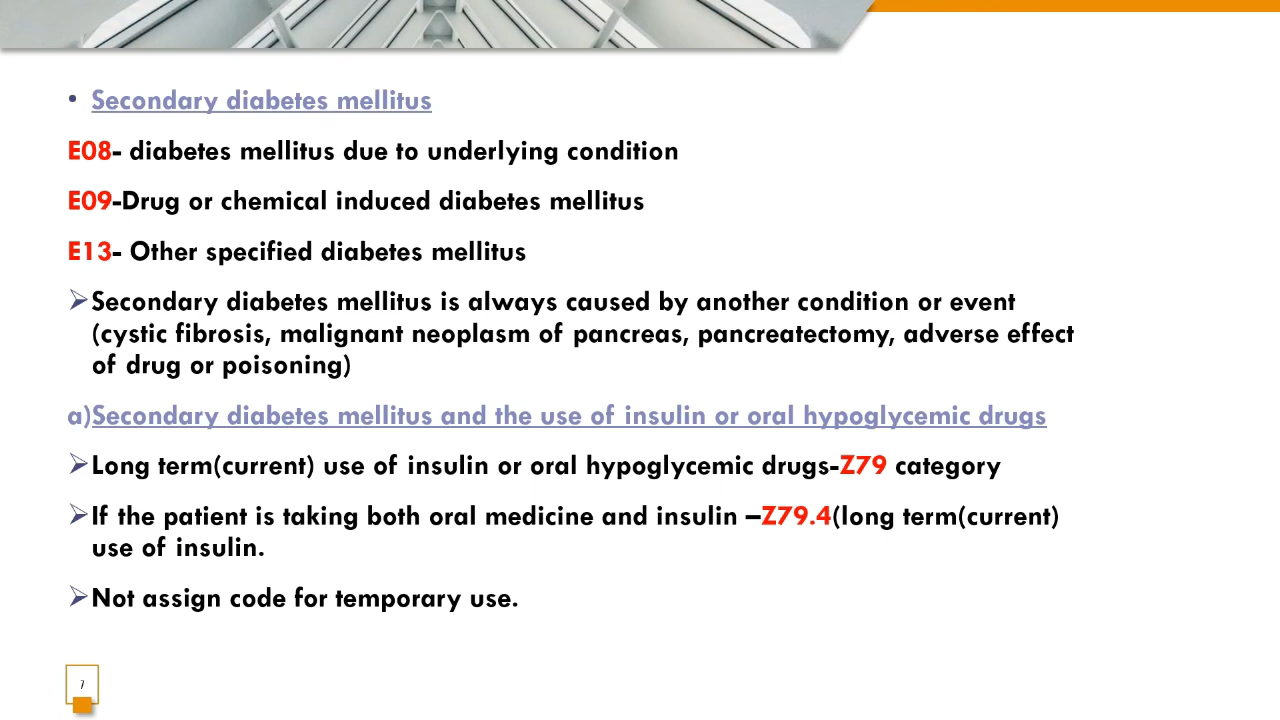 • Secondary diabetes mellitus
E08- diabetes mellitus due to underlying condition
E09-Drug or chemical induced diabetes mellitus
E13- Other specified diabetes mellitus
➢Secondary diabetes mellitus is always caused by another condition or event
(cystic fibrosis, malignant neoplasm of pancreas, pancreatectomy, adverse effect
of drug or poisoning)
a)Secondary diabetes mellitus and the use of insulin or oral hypoglycemic drugs
➢Long term(current) use of insulin or oral hypoglycemic drugs-Z79 category
➢If the patient is taking both oral medicine and insulin –Z79.4(long term(current)
use of insulin.
➢Not assign code for temporary use.
7